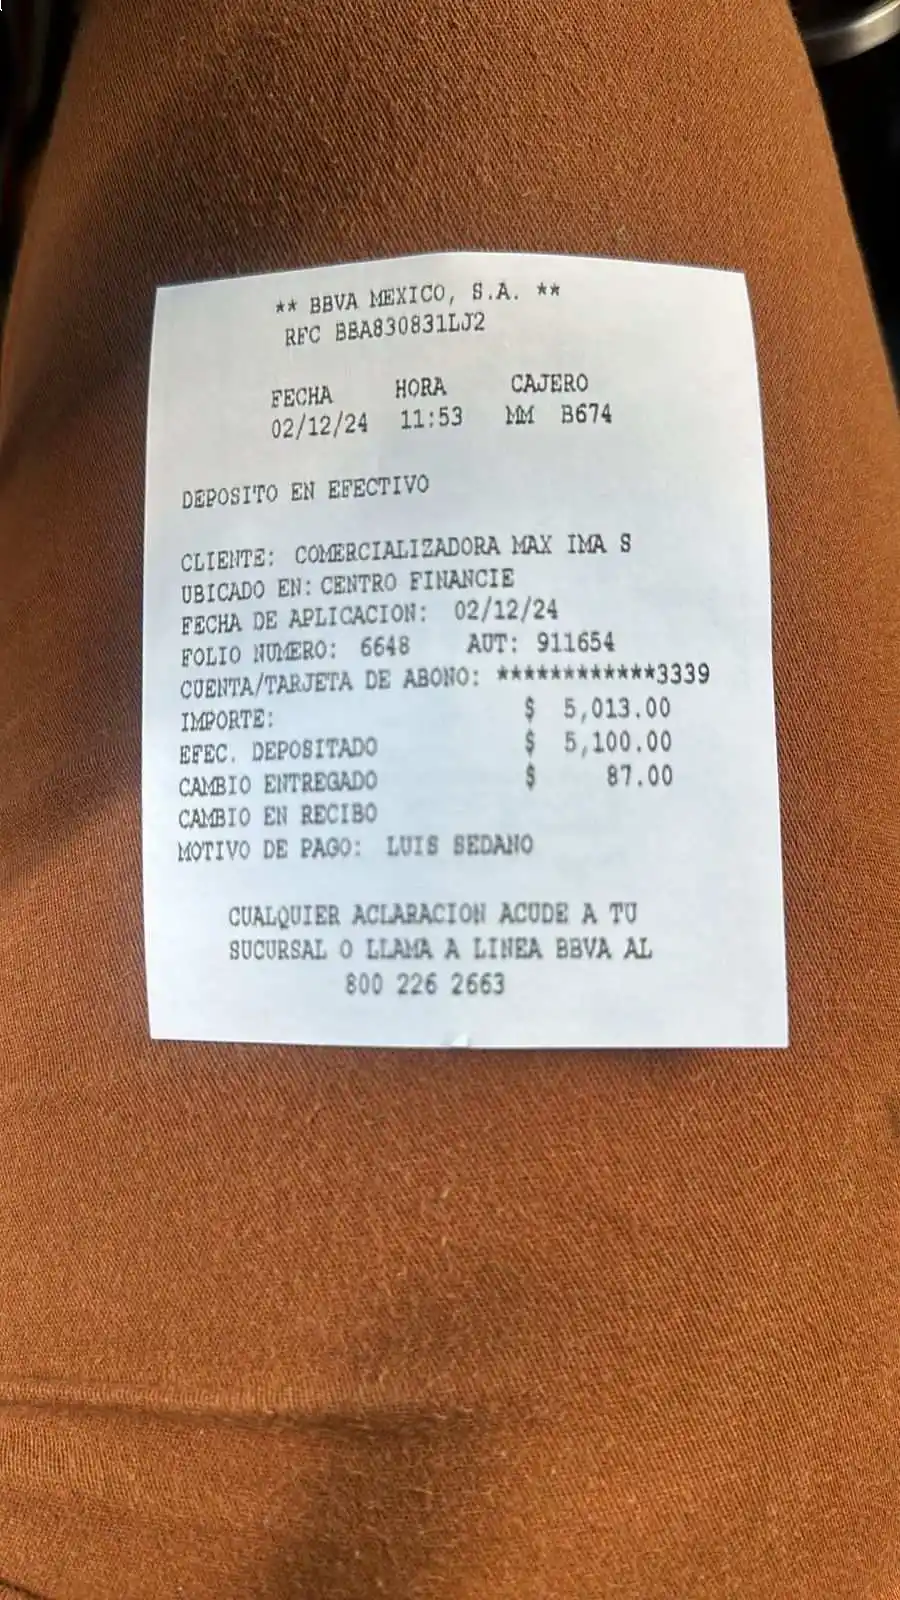 ** BBVA MEXICO, S.A. **
RFC BBA830831LJ2
FECHA HORA CAJERO
02/12/24 11:53 MM B674
DEPOSITO EN EFECTIVO
CLIENTE: COMERCIALIZADORA MAX IMA S
UBICADO EN: CENTRO FINANCIE
FECHA DE APLICACION: 02/12/24
FOLIO NUMERO: 6648 AUT: 911654
CUENTA/TARJETA DE ABONO: ************3339
IMPORTE: $ 5,013.00
EFEC. DEPOSITADO $ 5,100.00
CAMBIO ENTREGADO $ 87.00
CAMBIO EN RECIBO
MOTIVO DE PAGO: LUIS SEDANO
CUALQUIER ACLARACION ACUDE A TU
SUCURSAL O LLAMA A LINEA BBVA AL
800 226 2663